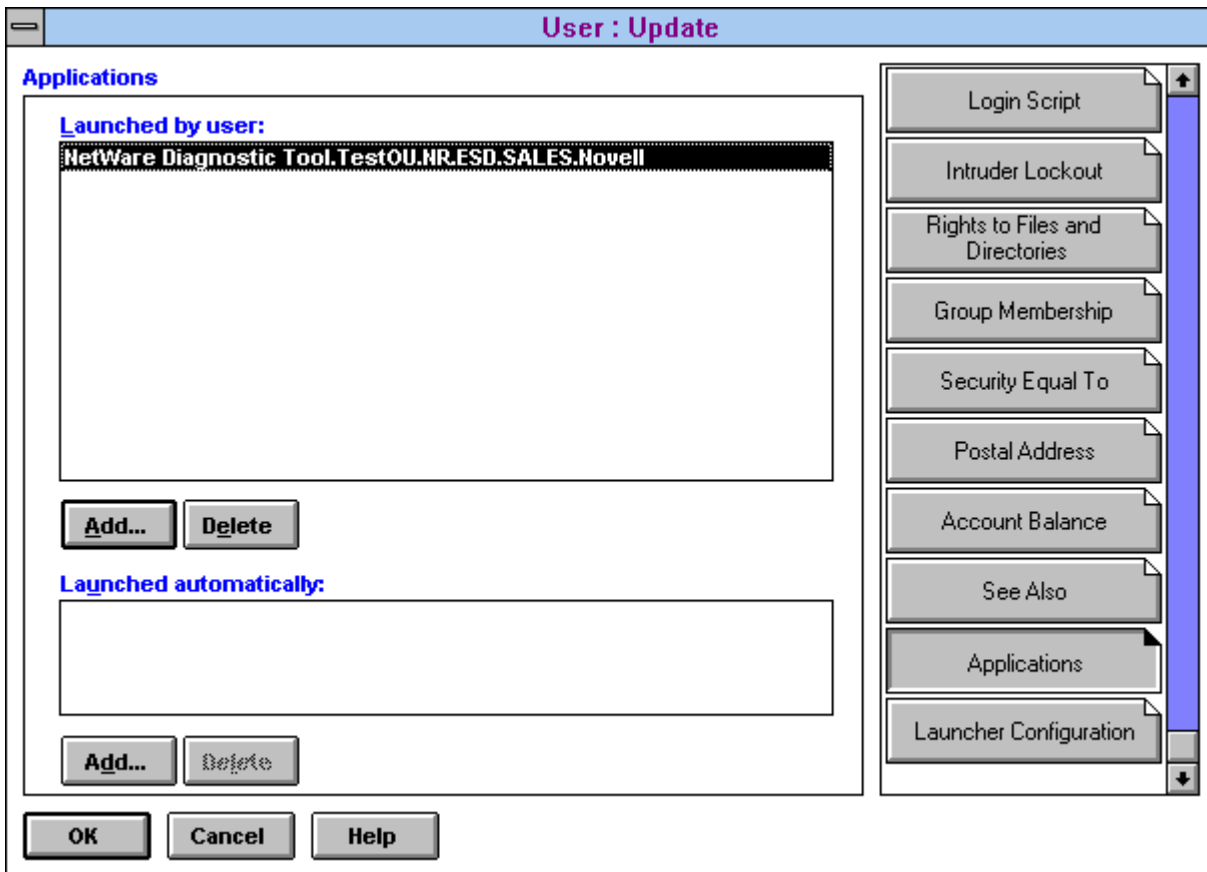 User : Update
Applications
Launched by user:
NetWare Diagnostic Tool.TestOU.NR.ESD.SALES.Novell
Add...
Delete
Launched automatically:
Add...
Delete
OK
Cancel
Help
Login Script
Intruder Lockout
Rights to Files and
Directories
Group Membership
Security Equal To
Postal Address
Account Balance
See Also
Applications
Launcher Configuration